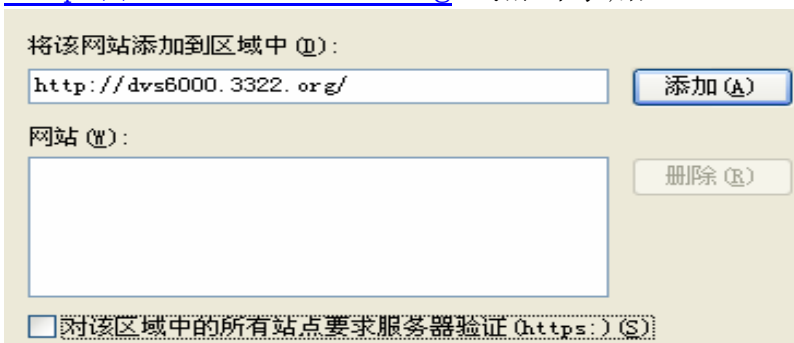 将该网站添加到区域中(D):
http://dvs6000.3322.org/
添加(A)
网站(W):
删除(R)
对该区域中的所有站点要求服务器验证(https:)(S)